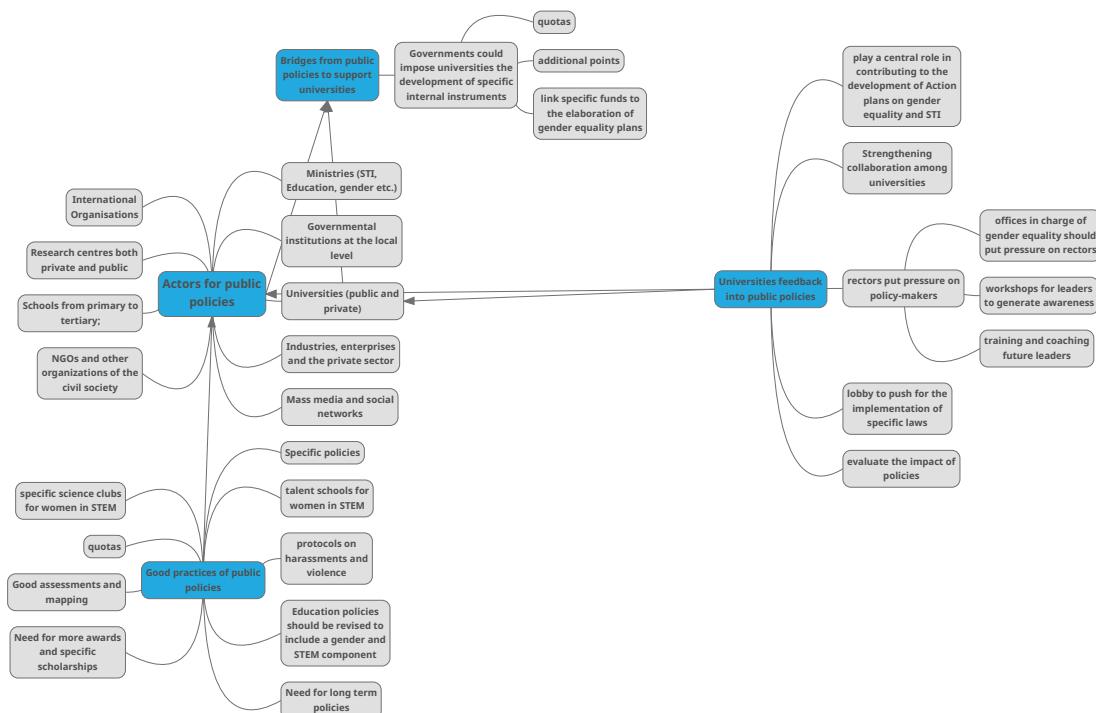 quotas
Bridges from public
policies to support
universities
Governments could
impose universities the
development of specific
internal instruments
additional points
link specific funds to
the elaboration of
gender equality plans
play a central role in
contributing to the
development of Action
plans on gender
equality and STI
Strengthening
collaboration among
universities
International
Organisations
Research centres both
private and public
Schools from primary to
tertiary;
NGOs and other
organizations of the
civil society
Actors for public
policies
Ministries (STI,
Education, gender etc.)
Governmental
institutions at the local
level
Universities (public and
private)
Industries, enterprises
and the private sector
Mass media and social
networks
Universities feedback
into public policies
rectors put pressure on
policy-makers
offices in charge of
gender equality should
put pressure on rectors
workshops for leaders
to generate awareness
training and coaching
future leaders
lobby to push for the
implementation of
specific laws
evaluate the impact of
policies
specific science clubs
for women in STEM
quotas
Good assessments and
mapping
Need for more awards
and specific
scholarships
Good practices of public
policies
Specific policies
talent schools for
women in STEM
protocols on
harassments and
violence
Education policies
should be revised to
include a gender and
STEM component
Need for long term
policies